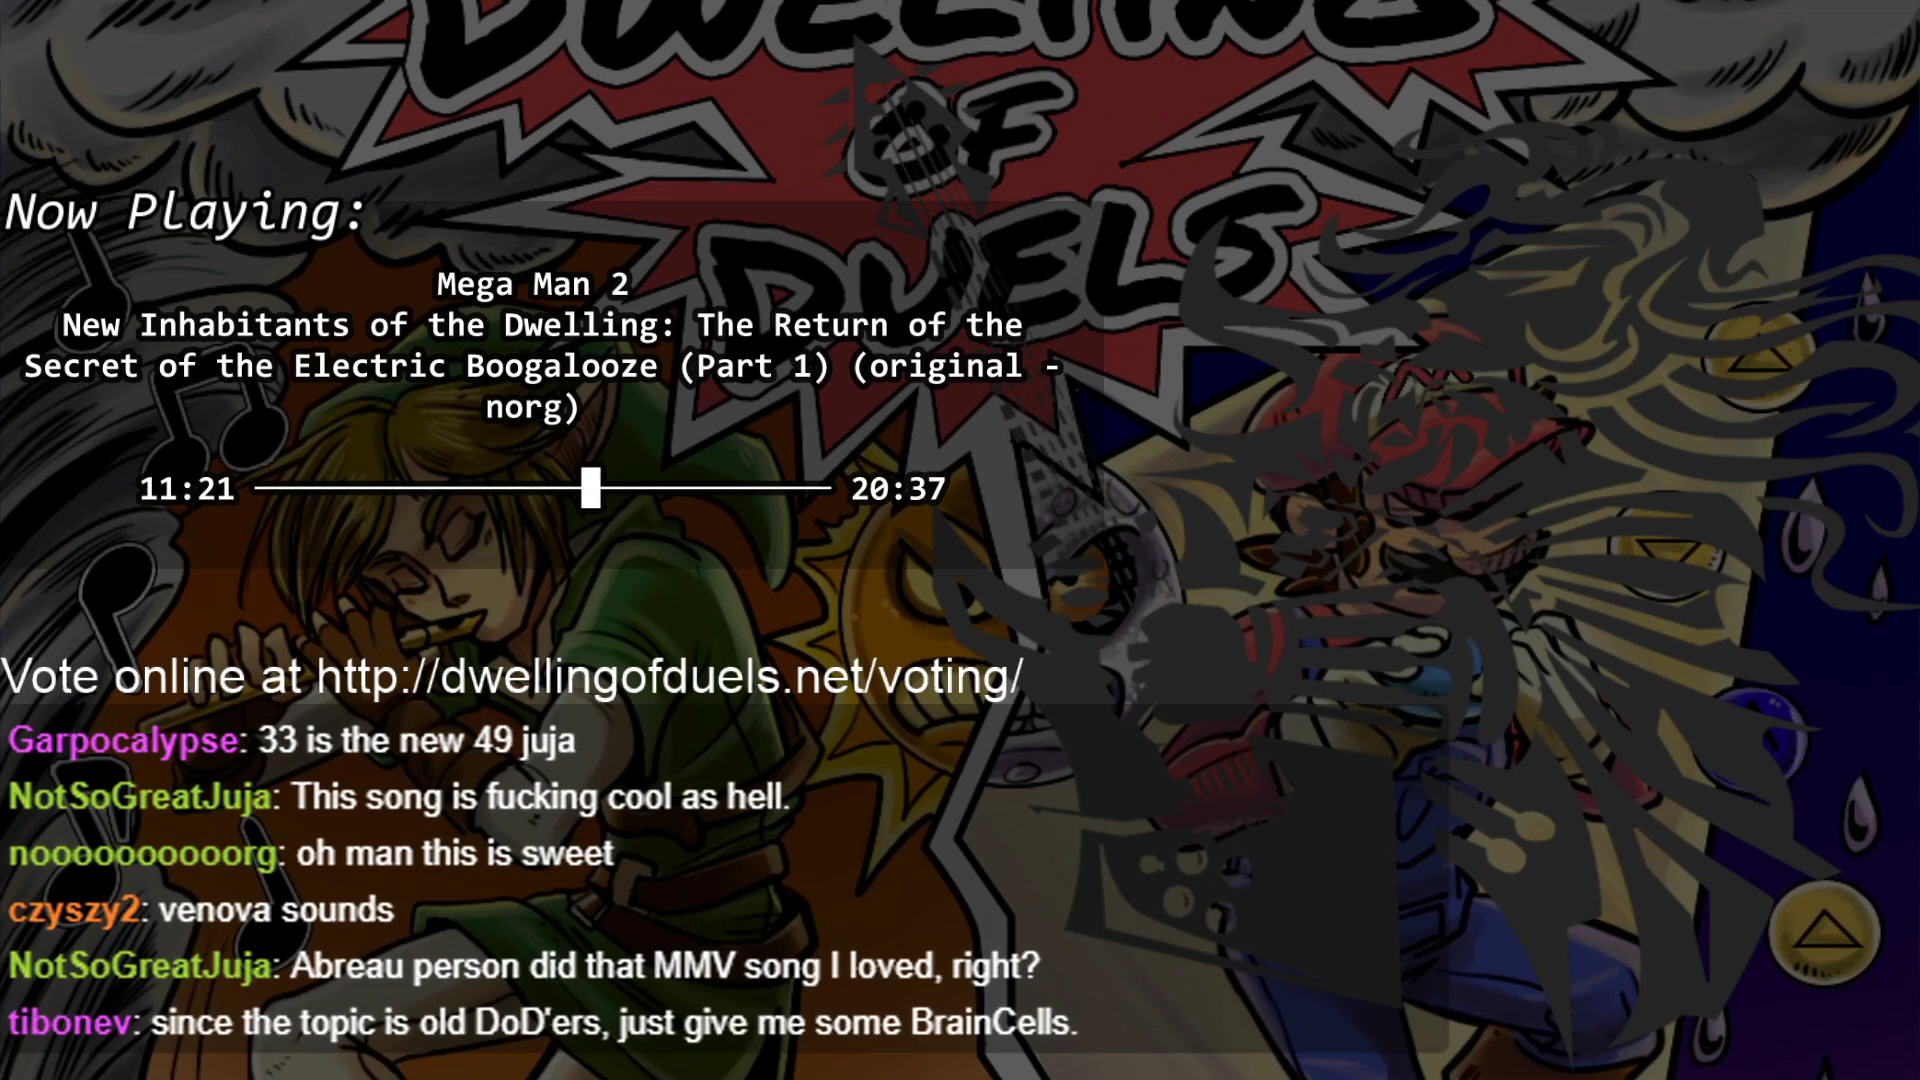 DWELLING
OF
DUELS
Now Playing:
Mega Man 2
New Inhabitants of the Dwelling: The Return of the
Secret of the Electric Boogalooze (Part 1) (original -
norg)
11:21 20:37
Vote online at http://dwellingofduels.net/voting/
Garpocalypse: 33 is the new 49 juja
NotSoGreatJuja: This song is fucking cool as hell.
noooooooooorg: oh man this is sweet
czyszy2: venova sounds
NotSoGreatJuja: Abreau person did that MMV song I loved, right?
tibonev: since the topic is old DoD'ers, just give me some BrainCells.